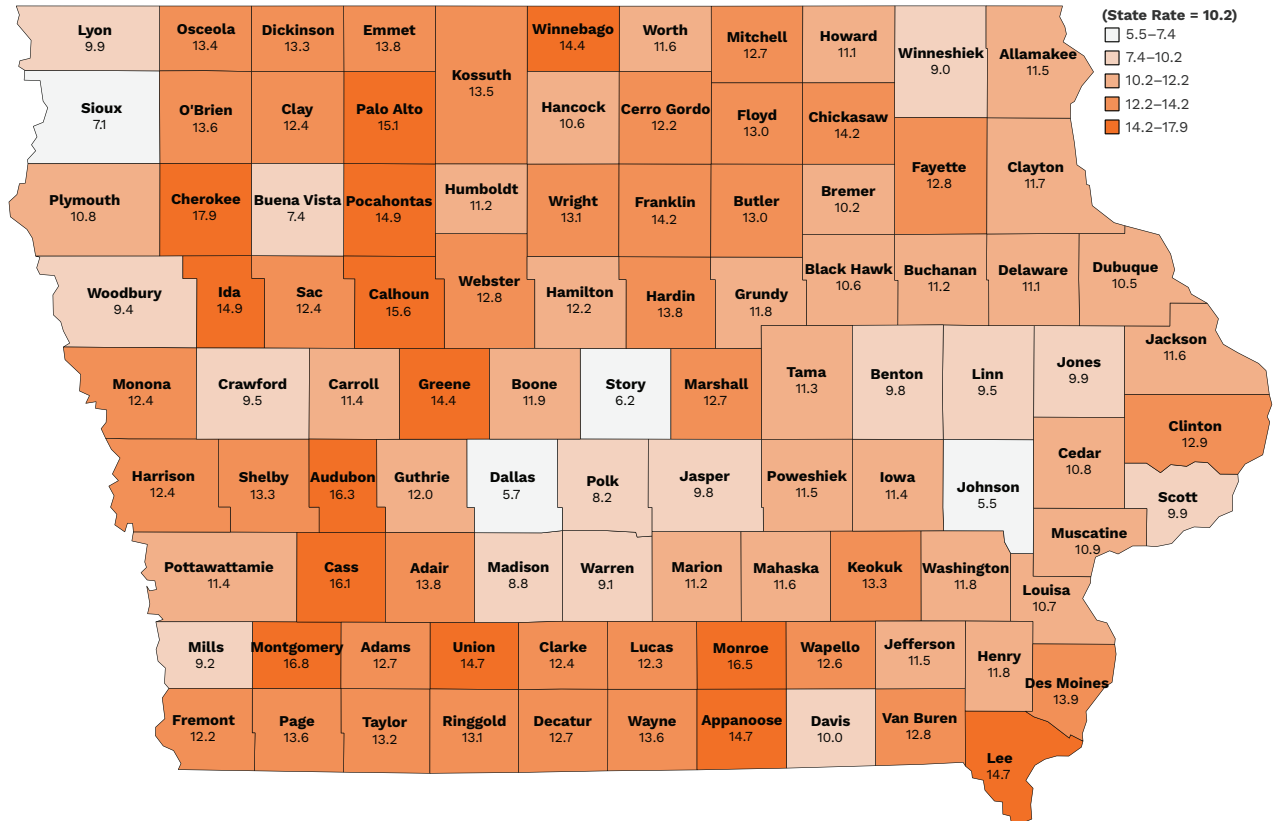 (State Rate = 10.2)
5.5–7.4
7.4–10.2
10.2–12.2
12.2–14.2
14.2–17.9
Lyon
9.9
Osceola
13.4
Dickinson
13.3
Emmet
13.8
Kossuth
13.5
Winnebago
14.4
Worth
11.6
Mitchell
12.7
Howard
11.1
Winneshiek
9.0
Allamakee
11.5
Sioux
7.1
O'Brien
13.6
Clay
12.4
Palo Alto
15.1
Hancock
10.6
Cerro Gordo
12.2
Floyd
13.0
Chickasaw
14.2
Fayette
12.8
Clayton
11.7
Plymouth
10.8
Cherokee
17.9
Buena Vista
7.4
Pocahontas
14.9
Humboldt
11.2
Wright
13.1
Franklin
14.2
Butler
13.0
Bremer
10.2
Woodbury
9.4
Ida
14.9
Sac
12.4
Calhoun
15.6
Webster
12.8
Hamilton
12.2
Hardin
13.8
Grundy
11.8
Black Hawk
10.6
Buchanan
11.2
Delaware
11.1
Dubuque
10.5
Monona
12.4
Crawford
9.5
Carroll
11.4
Greene
14.4
Boone
11.9
Story
6.2
Marshall
12.7
Tama
11.3
Benton
9.8
Linn
9.5
Jones
9.9
Jackson
11.6
Clinton
12.9
Harrison
12.4
Shelby
13.3
Audubon
16.3
Guthrie
12.0
Dallas
5.7
Polk
8.2
Jasper
9.8
Poweshiek
11.5
Iowa
11.4
Johnson
5.5
Cedar
10.8
Scott
9.9
Muscatine
10.9
Pottawattamie
11.4
Cass
16.1
Adair
13.8
Madison
8.8
Warren
9.1
Marion
11.2
Mahaska
11.6
Keokuk
13.3
Washington
11.8
Louisa
10.7
Mills
9.2
Montgomery
16.8
Adams
12.7
Union
14.7
Clarke
12.4
Lucas
12.3
Monroe
16.5
Wapello
12.6
Jefferson
11.5
Henry
11.8
Des Moines
13.9
Fremont
12.2
Page
13.6
Taylor
13.2
Ringgold
13.1
Decatur
12.7
Wayne
13.6
Appanoose
14.7
Davis
10.0
Van Buren
12.8
Lee
14.7